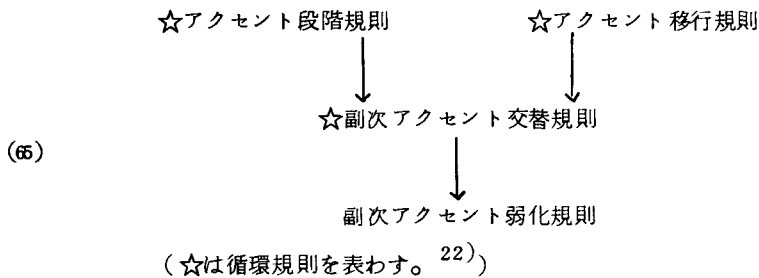 ☆アクセント段階規則 ☆アクセント移行規則
☆副次アクセント交替規則
(65)
副次アクセント弱化規則
(☆は循環規則を表わす。22))